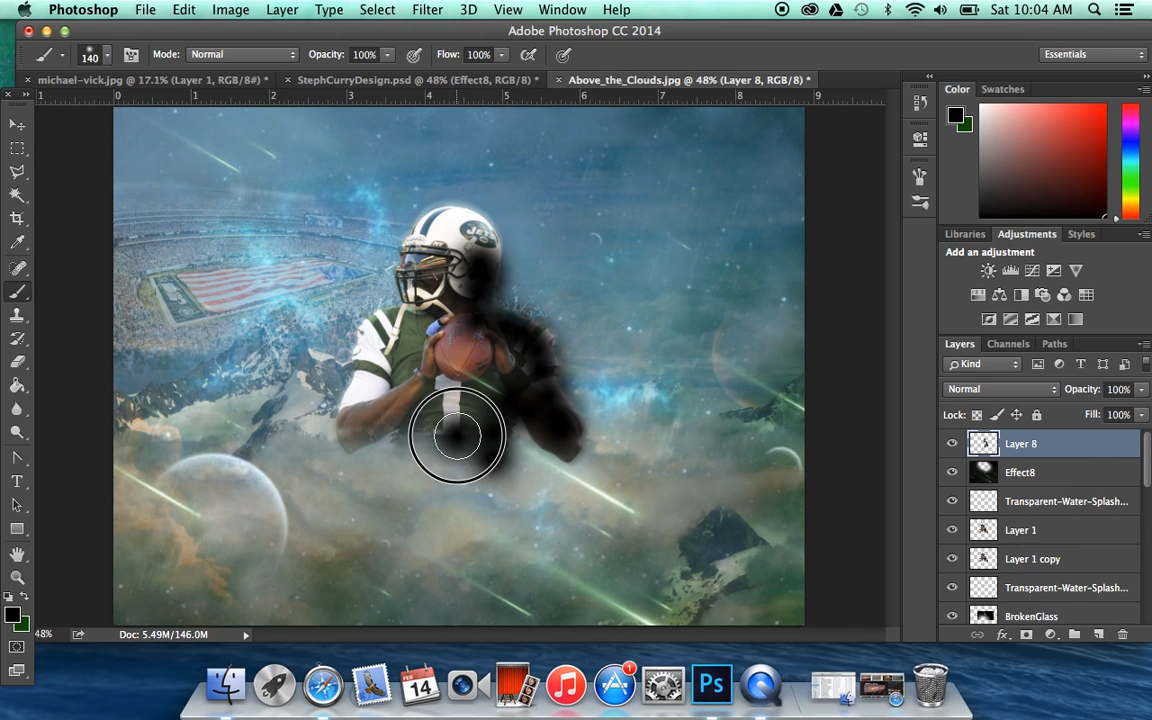 Photoshop File Edit Image Layer Type Select Filter 3D View Window Help Sat 10:04 AM
Adobe Photoshop CC 2014
140 Mode: Normal Opacity: 100% Flow: 100% Essentials
michael-vick.jpg @ 17.1% (Layer 1, RGB/8#) * StephCurryDesign.psd @ 48% (Effect8, RGB/8) * Above_the_Clouds.jpg @ 48% (Layer 8, RGB/8) *
1 0 1 2 3 4 5 6 7 8 9
Color Swatches
Libraries Adjustments Styles
Add an adjustment
JETS
Layers Channels Paths
Kind
Normal Opacity: 100%
Lock: Fill: 100%
Layer 8
Effect8
Transparent-Water-Splash...
Layer 1
Layer 1 copy
Transparent-Water-Splash...
BrokenGlass
48% Doc: 5.49M/146.0M
FEB
14
1
Ps